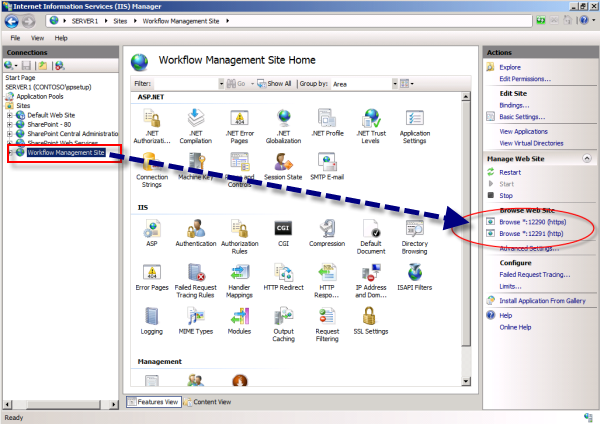 Internet Information Services (IIS) Manager
SERVER1 Sites Workflow Management Site
File View Help
Connections
Start Page
SERVER1 (CONTOSO\spsetup)
Application Pools
Sites
Default Web Site
SharePoint - 80
SharePoint Central Administratio
SharePoint Web Services
Workflow Management Site
Workflow Management Site Home
Filter: Go Show All Group by: Area
ASP.NET
.NET Authorizati...
.NET Compilation
.NET Error Pages
.NET Globalization
.NET Profile
.NET Trust Levels
Application Settings
Connection Strings
Machine Key
and Controls
Session State
SMTP E-mail
IIS
ASP
Authentication
Authorization Rules
CGI
Compression
Default Document
Directory Browsing
Error Pages
Failed Request Tracing Rules
Handler Mappings
HTTP Redirect
HTTP Respo...
IP Address and Dom...
ISAPI Filters
Logging
MIME Types
Modules
Output Caching
Request Filtering
SSL Settings
Management
Features View Content View
Actions
Explore
Edit Permissions...
Edit Site
Bindings...
Basic Settings...
View Applications
View Virtual Directories
Manage Web Site
Restart
Start
Stop
Browse Web Site
Browse *:12290 (https)
Browse *:12291 (http)
Advanced Settings...
Configure
Failed Request Tracing...
Limits...
Install Application From Gallery
Help
Online Help
Ready